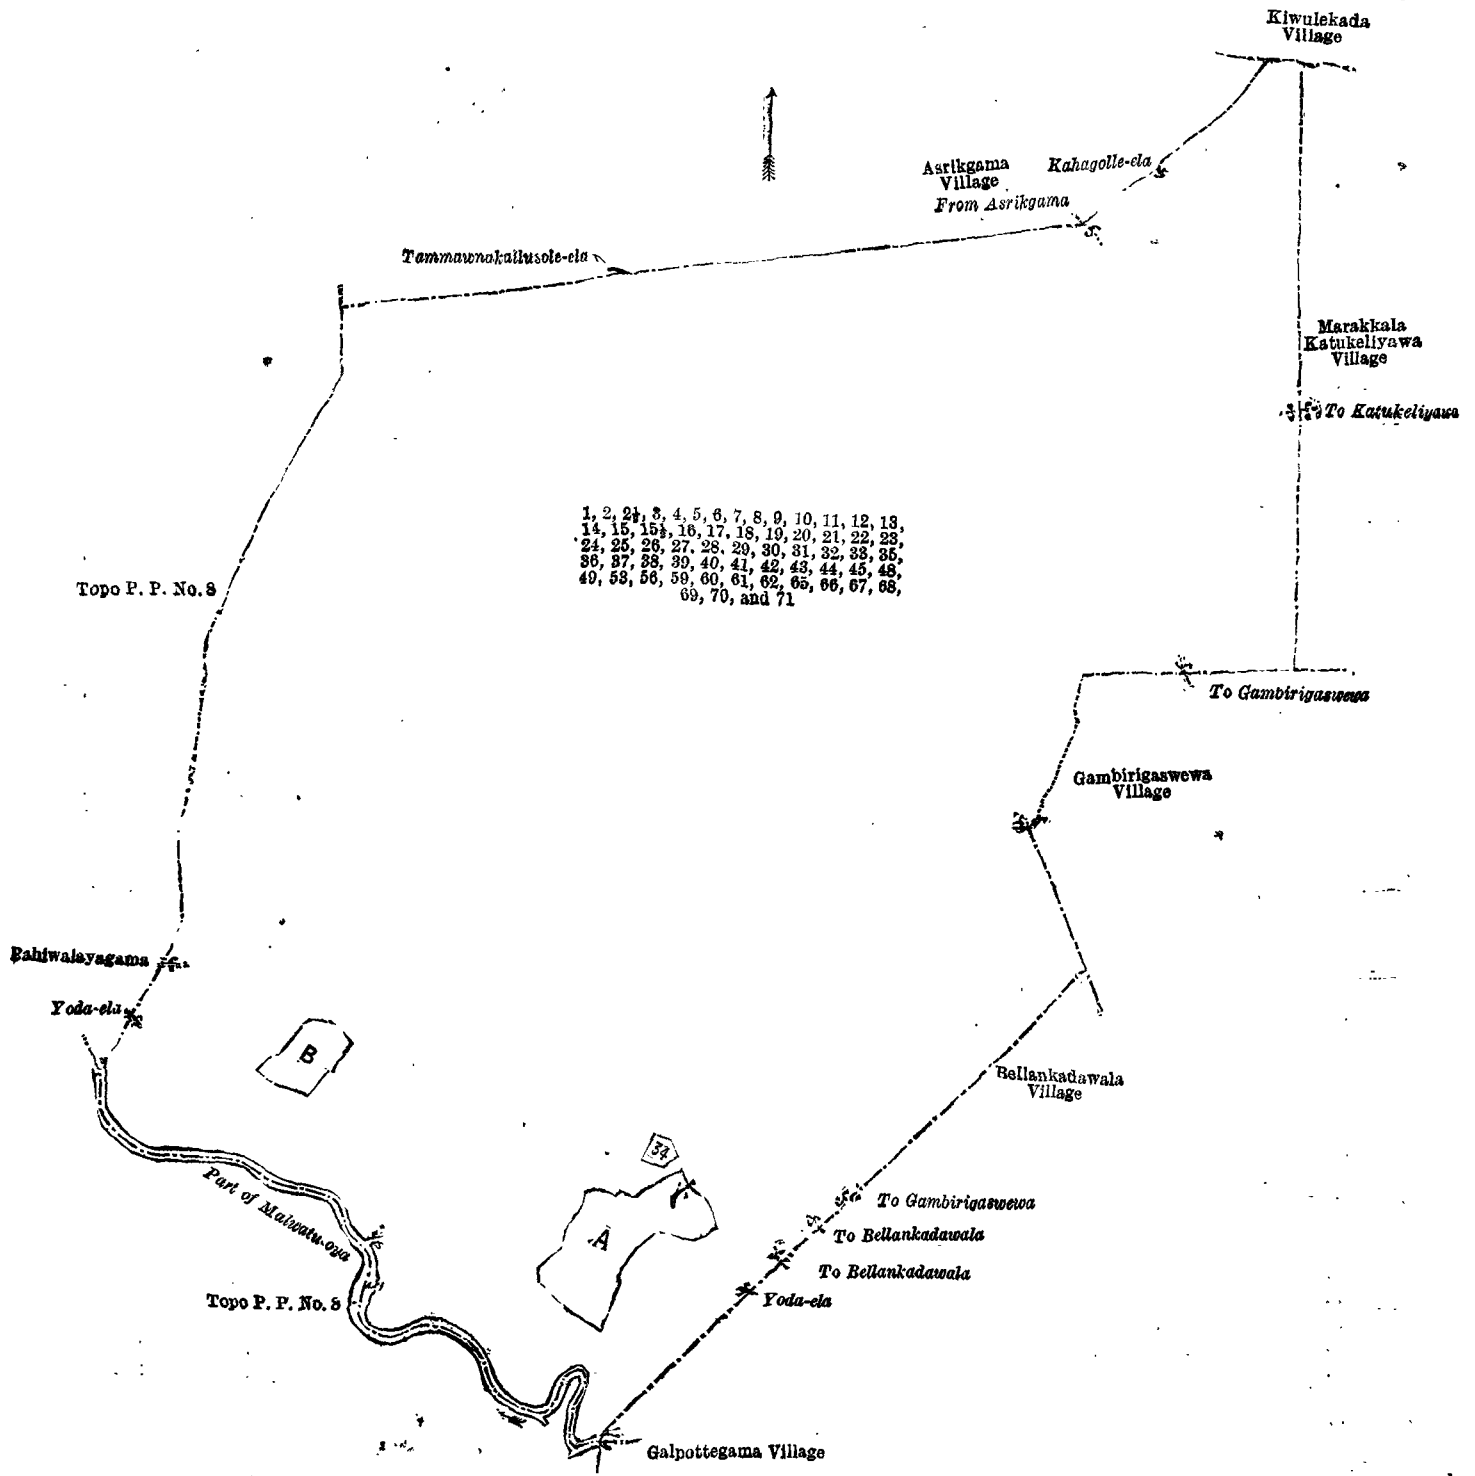 Kiwulekada
Village
Asrikgama
Village
Kahagolle-ela
From Asrikgama
Tammawnakailusole-ela
Marakkala
Katukeliyawa
Village
To Katukeliyawa
1, 2, 2½, 3, 4, 5, 6, 7, 8, 9, 10, 11, 12, 13,
14, 15, 15½, 16, 17, 18, 19, 20, 21, 22, 23,
24, 25, 26, 27, 28, 29, 30, 31, 32, 33, 35,
36, 37, 38, 39, 40, 41, 42, 43, 44, 45, 48,
49, 53, 56, 59, 60, 61, 62, 65, 66, 67, 68,
69, 70, and 71
Topo P. P. No. 8
To Gambirigaswewa
Gambirigaswewa
Village
Rahiwalayagama
Yoda-ela
B
Bellankadawala
Village
34
Part of Malwatu-oya
A
To Gambirigaswewa
To Bellankadawala
To Bellankadawala
Yoda-ela
Topo P. P. No. 8
Galpottegama Village